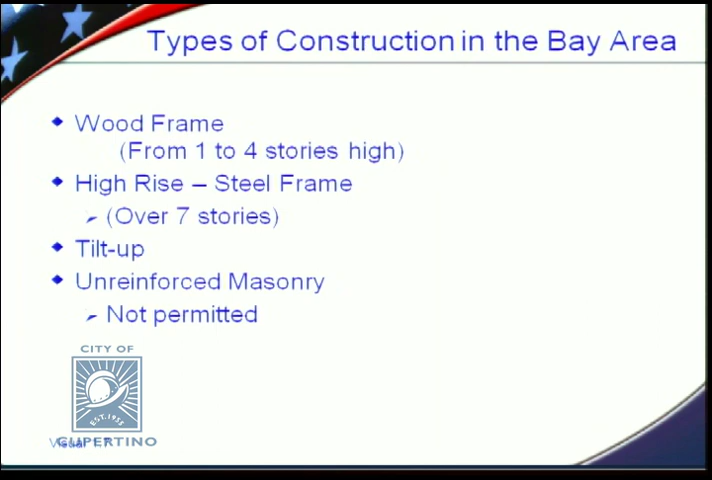 Types of Construction in the Bay Area
Wood Frame
(From 1 to 4 stories high)
High Rise – Steel Frame
(Over 7 stories)
Tilt-up
Unreinforced Masonry
Not permitted
CITY OF
EST. 1955
CUPERTINO